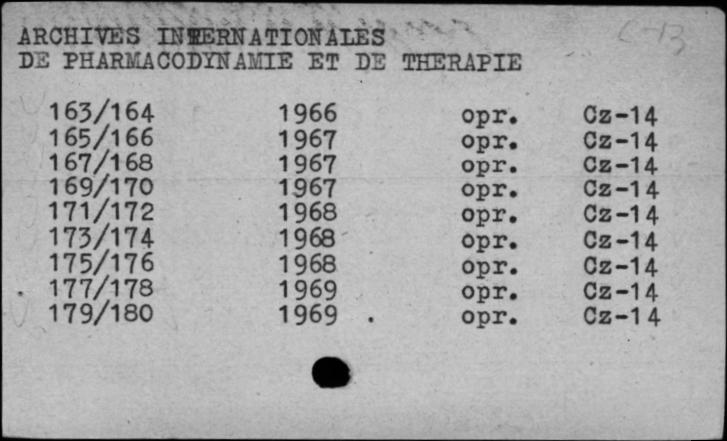 C-13
ARCHIVES INTERNATIONALES
DE PHARMACODYNAMIE ET DE THERAPIE
163/164 1966 opr. Cz-14
165/166 1967 opr. Cz-14
167/168 1967 opr. Cz-14
169/170 1967 opr. Cz-14
171/172 1968 opr. Cz-14
173/174 1968 opr. Cz-14
175/176 1968 opr. Cz-14
177/178 1969 opr. Cz-14
179/180 1969 . opr. Cz-14